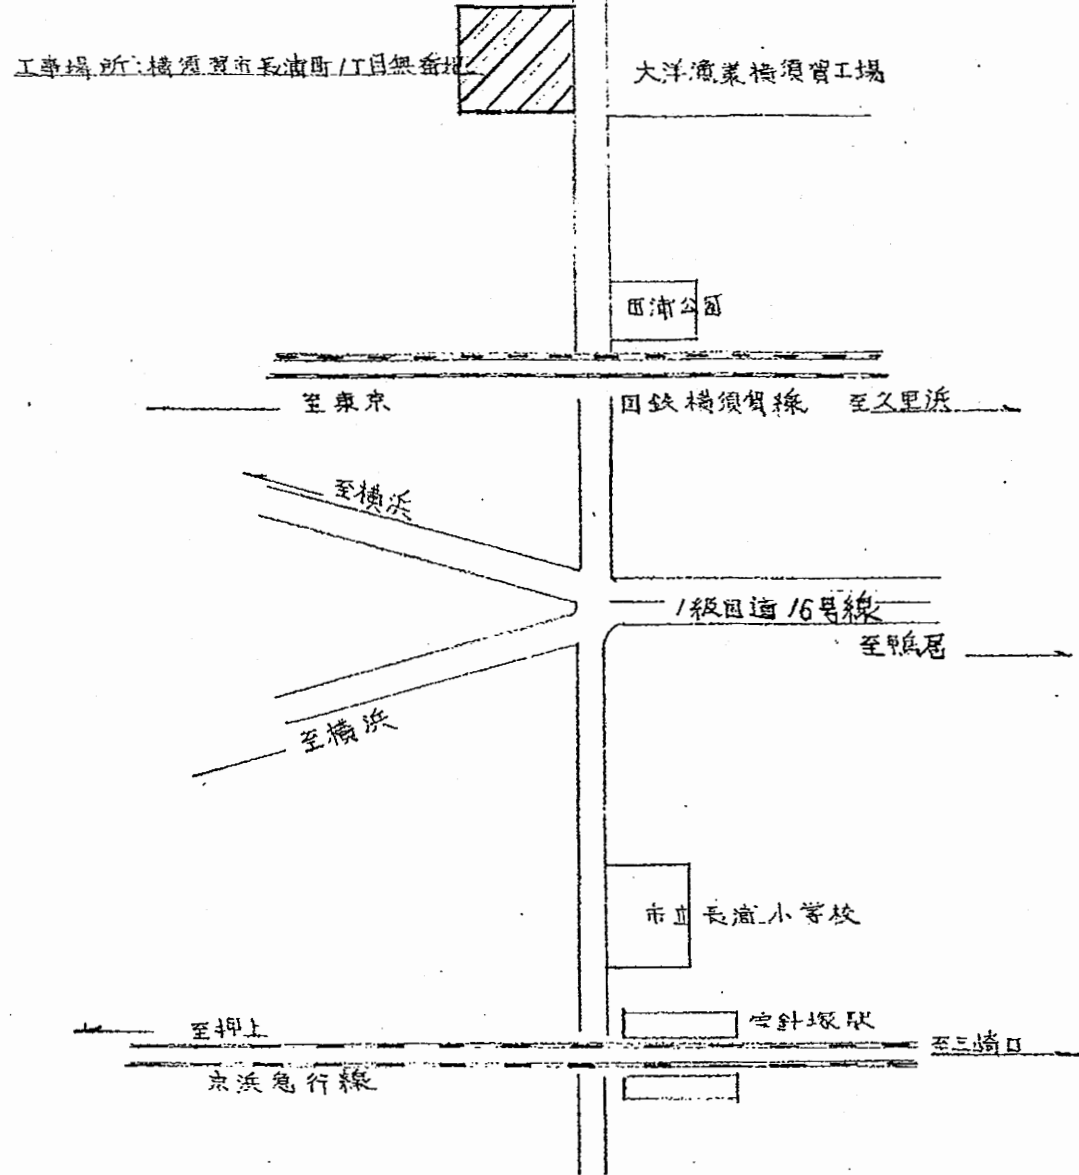 工事場所:横須賀市長浦町1丁目無番地
大洋漁業横須賀工場
田浦公園
至東京
国鉄横須賀線
至久里浜
至横浜
1級国道16号線
至鴨居
至横浜
市立長浦小学校
至押上
安針塚駅
至三崎口
京浜急行線